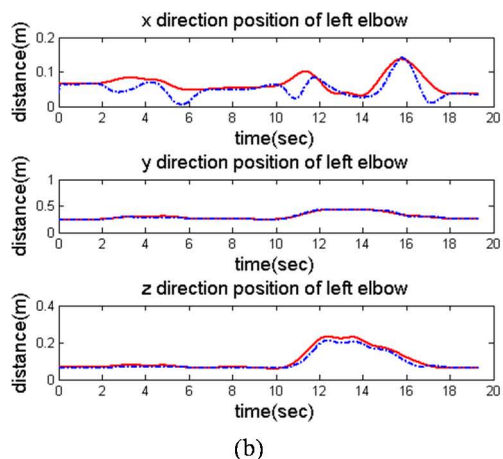 x direction position of left elbow
0.2
0.1
0
distance(m)
0 2 4 6 8 10 12 14 16 18 20
time(sec)
y direction position of left elbow
1
0.5
0
distance(m)
0 2 4 6 8 10 12 14 16 18 20
time(sec)
z direction position of left elbow
0.4
0.2
0
distance(m)
0 2 4 6 8 10 12 14 16 18 20
time(sec)
(b)